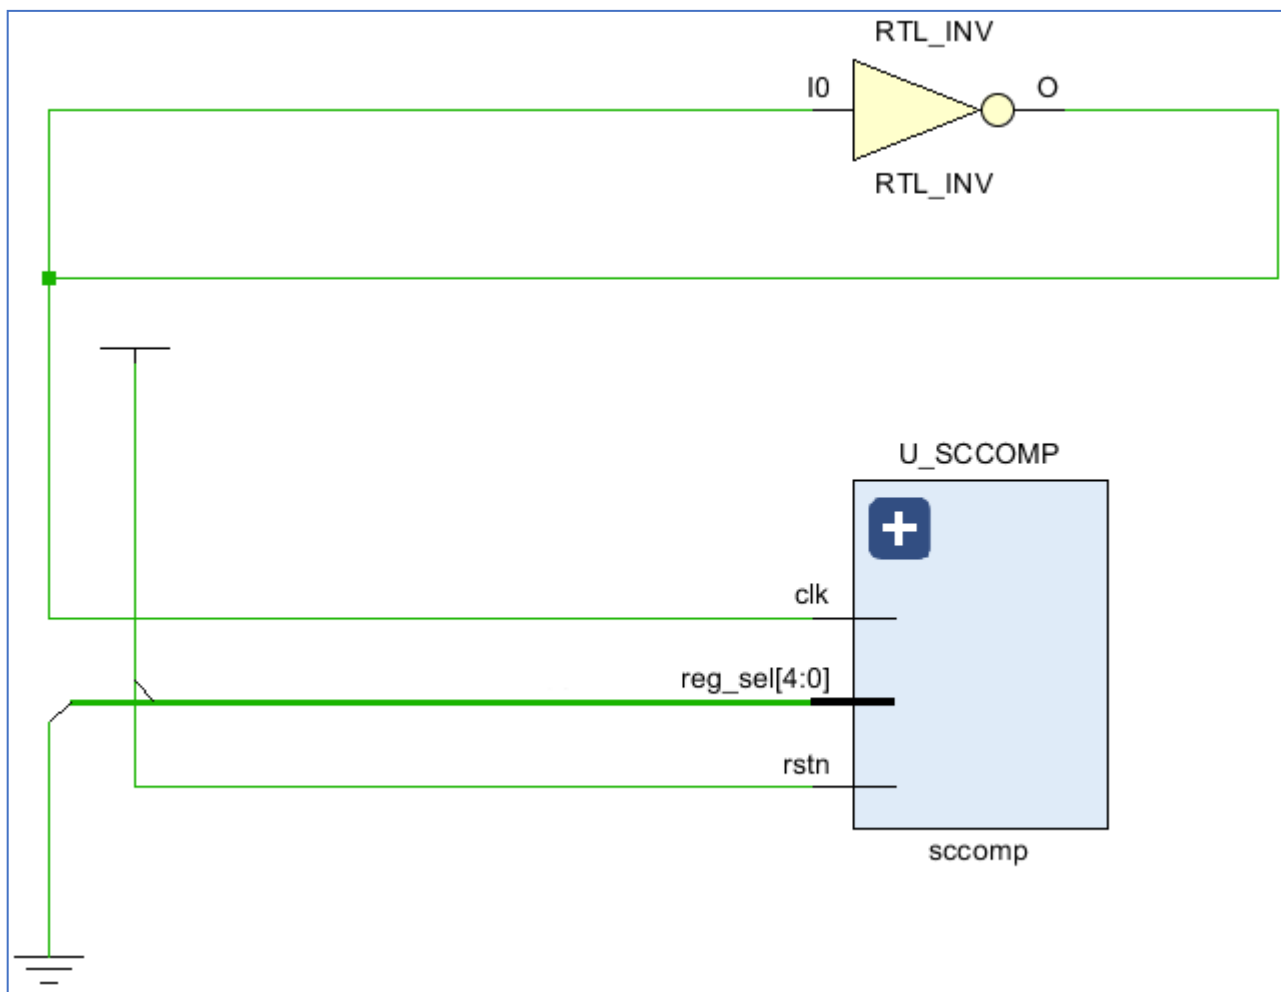 RTL_INV
I0
O
RTL_INV
U_SCCOMP
clk
reg_sel[4:0]
rstn
sccomp